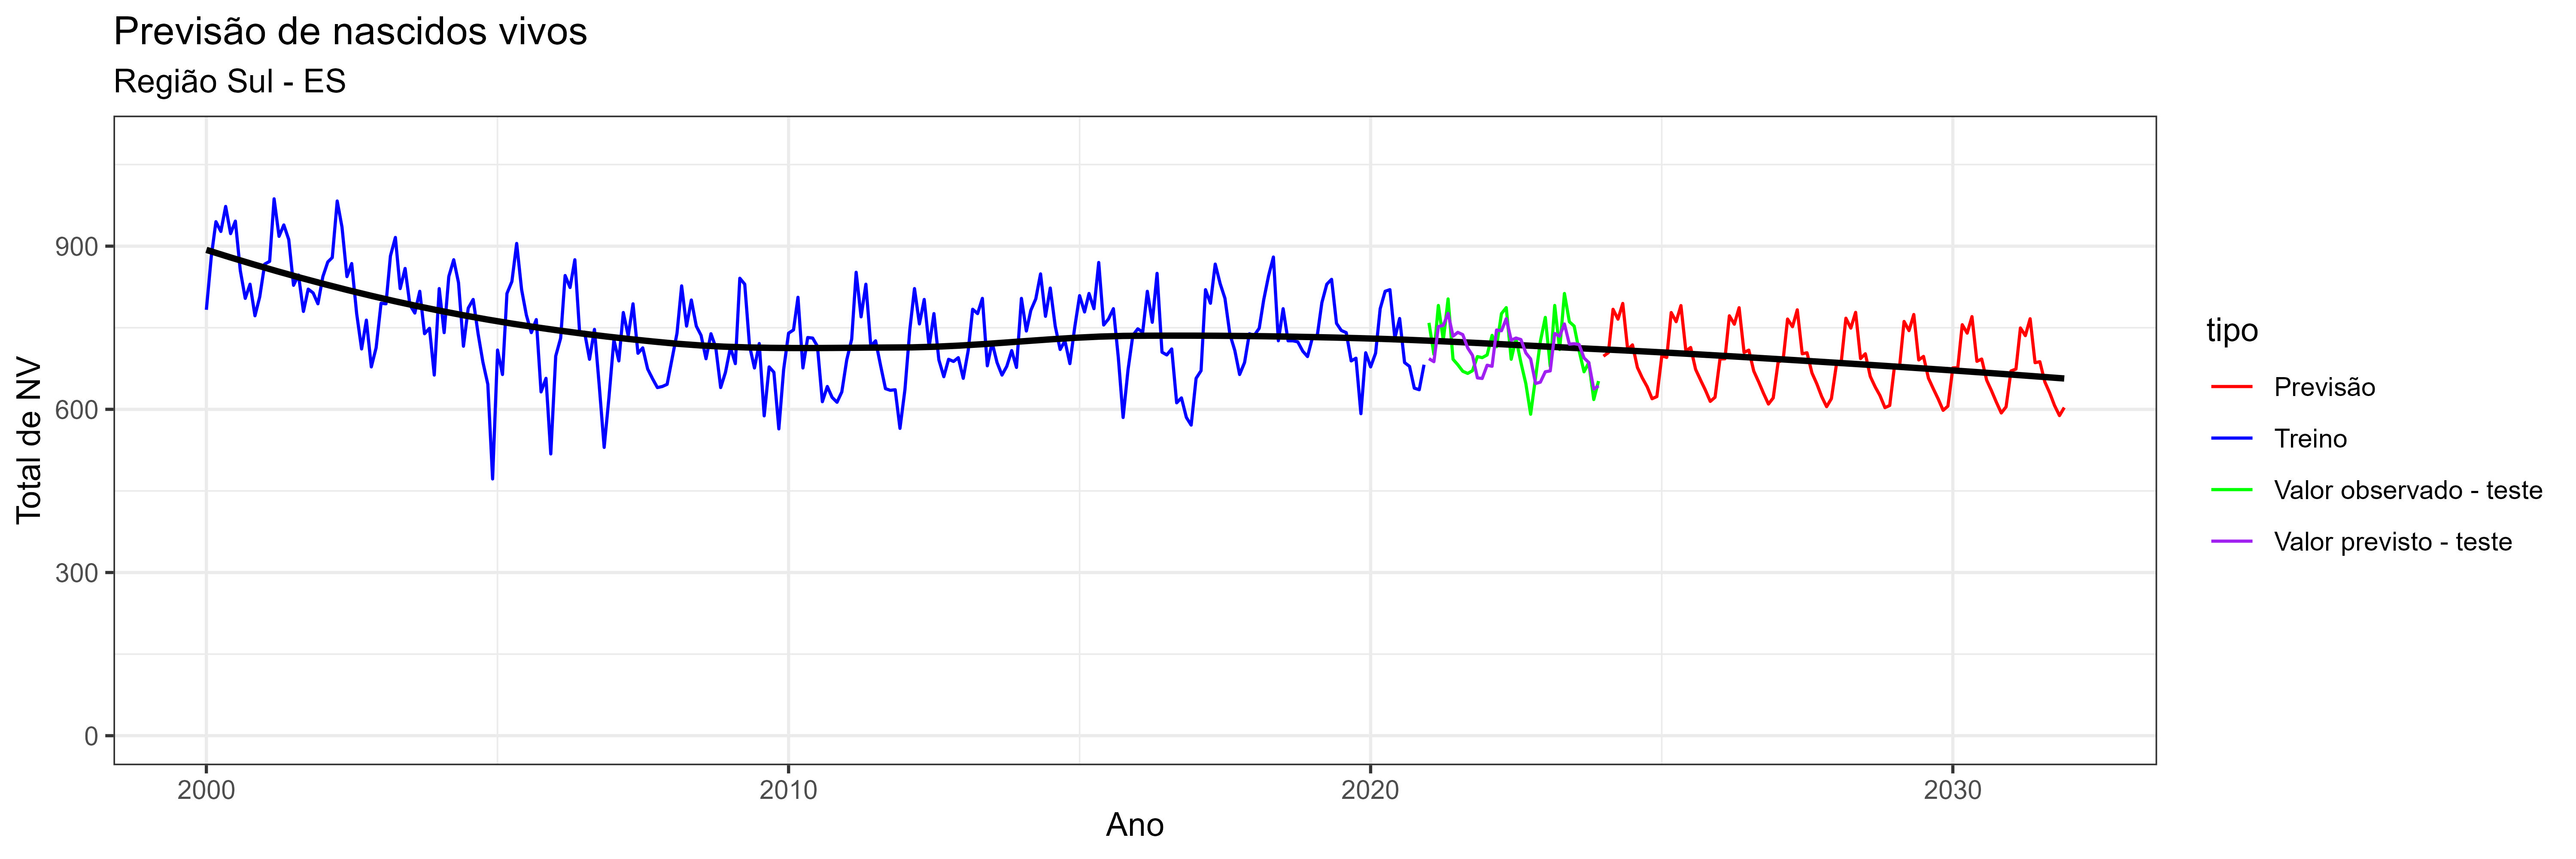 Previsão de nascidos vivos
Região Sul - ES
Total de NV
900
600
300
0
2000
2010
2020
2030
Ano
tipo
Previsão
Treino
Valor observado - teste
Valor previsto - teste